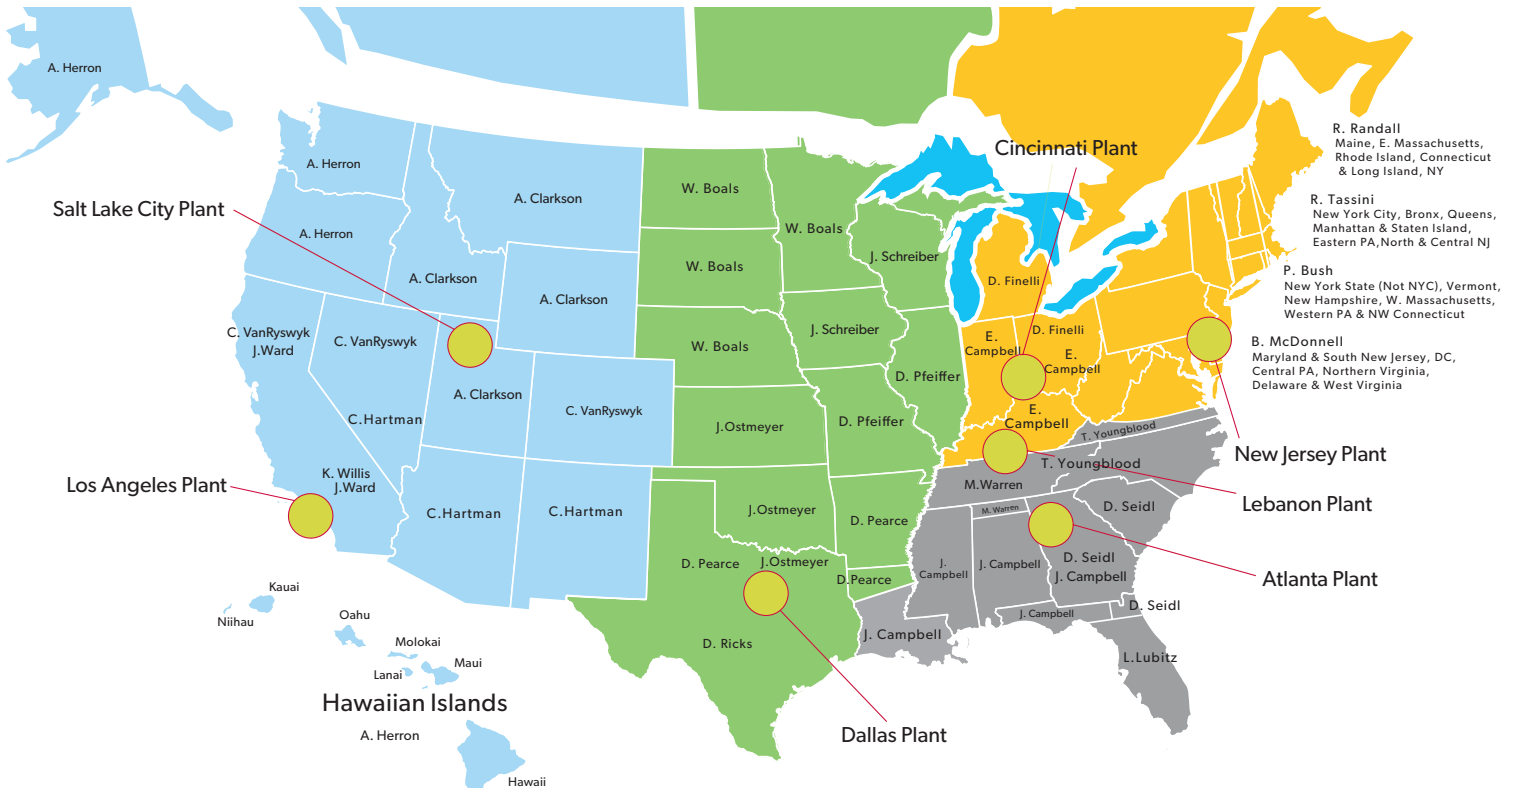 A. Herron
R. Randall
Maine, E. Massachusetts,
Rhode Island, Connecticut
& Long Island, NY
Cincinnati Plant
A. Herron
W. Boals
A. Clarkson
Salt Lake City Plant
R. Tassini
New York City, Bronx, Queens,
Manhattan & Staten Island,
Eastern PA,North & Central NJ
A. Herron
W. Boals
J. Schreiber
W. Boals
A. Clarkson
D. Finelli
P. Bush
New York State (Not NYC), Vermont,
New Hampshire, W. Massachusetts,
Western PA & NW Connecticut
A. Clarkson
C. VanRyswyk
J.Ward
C. VanRyswyk
J. Schreiber
D. Finelli
E.
Campbell
W. Boals
E.
Campbell
B. McDonnell
Maryland & South New Jersey, DC,
Central PA, Northern Virginia,
Delaware & West Virginia
D. Pfeiffer
A. Clarkson
C. VanRyswyk
C.Hartman
J.Ostmeyer
D. Pfeiffer
E.
Campbell
T. Youngblood
New Jersey Plant
T. Youngblood
K. Willis
J.Ward
Los Angeles Plant
M.Warren
Lebanon Plant
C.Hartman
C.Hartman
J.Ostmeyer
D. Pearce
M. Warren
D. Seidl
D. Pearce
J.Ostmeyer
J.
Campbell
J. Campbell
D. Seidl
J. Campbell
Atlanta Plant
D.Pearce
Kauai
Niihau
Oahu
Molokai
Lanai
Maui
D. Ricks
J. Campbell
J. Campbell
D. Seidl
L.Lubitz
Hawaiian Islands
A. Herron
Hawaii
Dallas Plant